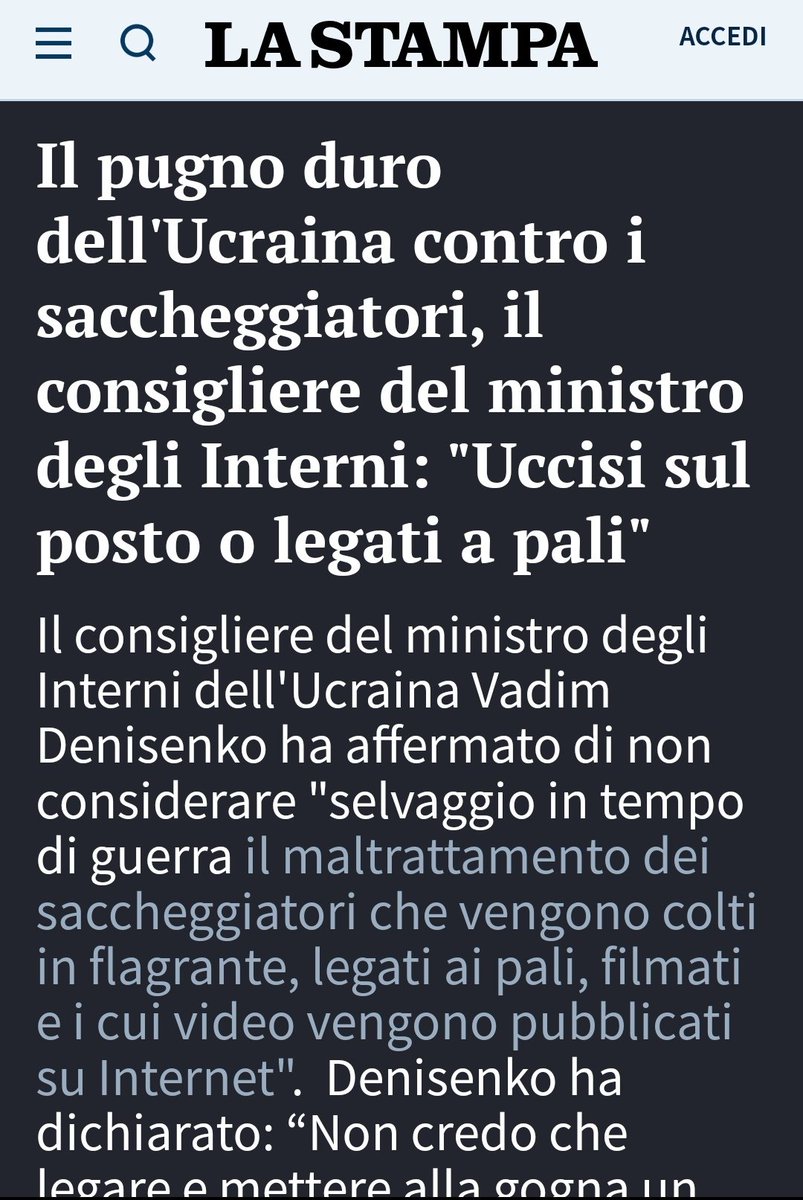 LA STAMPA
ACCEDI
Il pugno duro
dell'Ucraina contro i
saccheggiatori, il
consigliere del ministro
degli Interni: "Uccisi sul
posto o legati a pali"
Il consigliere del ministro degli
Interni dell'Ucraina Vadim
Denisenko ha affermato di non
considerare "selvaggio in tempo
di guerra il maltrattamento dei
saccheggiatori che vengono colti
in flagrante, legati ai pali, filmati
e i cui video vengono pubblicati
su Internet".  Denisenko ha
dichiarato: “Non credo che
legare e mettere alla gogna un